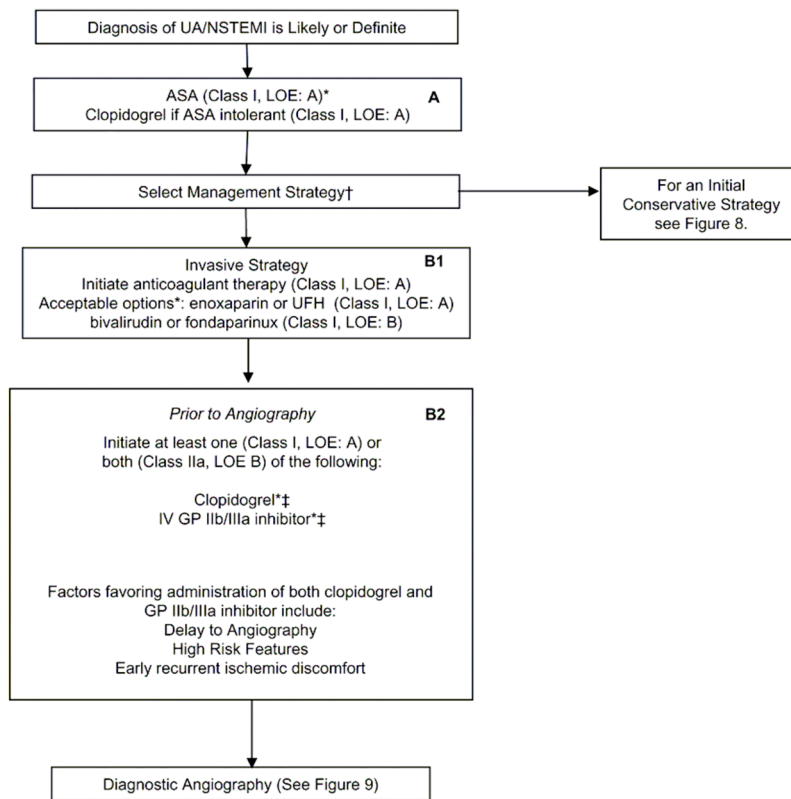 Diagnosis of UA/NSTEMI is Likely or Definite
A
ASA (Class I, LOE: A)*
Clopidogrel if ASA intolerant (Class I, LOE: A)
Select Management Strategy†
For an Initial
Conservative Strategy
see Figure 8.
B1
Invasive Strategy
Initiate anticoagulant therapy (Class I, LOE: A)
Acceptable options*: enoxaparin or UFH (Class I, LOE: A)
bivalirudin or fondaparinux (Class I, LOE: B)
Prior to Angiography
B2
Initiate at least one (Class I, LOE: A) or
both (Class IIa, LOE B) of the following:
Clopidogrel*‡
IV GP IIb/IIIa inhibitor*‡
Factors favoring administration of both clopidogrel and
GP IIb/IIIa inhibitor include:
Delay to Angiography
High Risk Features
Early recurrent ischemic discomfort
Diagnostic Angiography (See Figure 9)